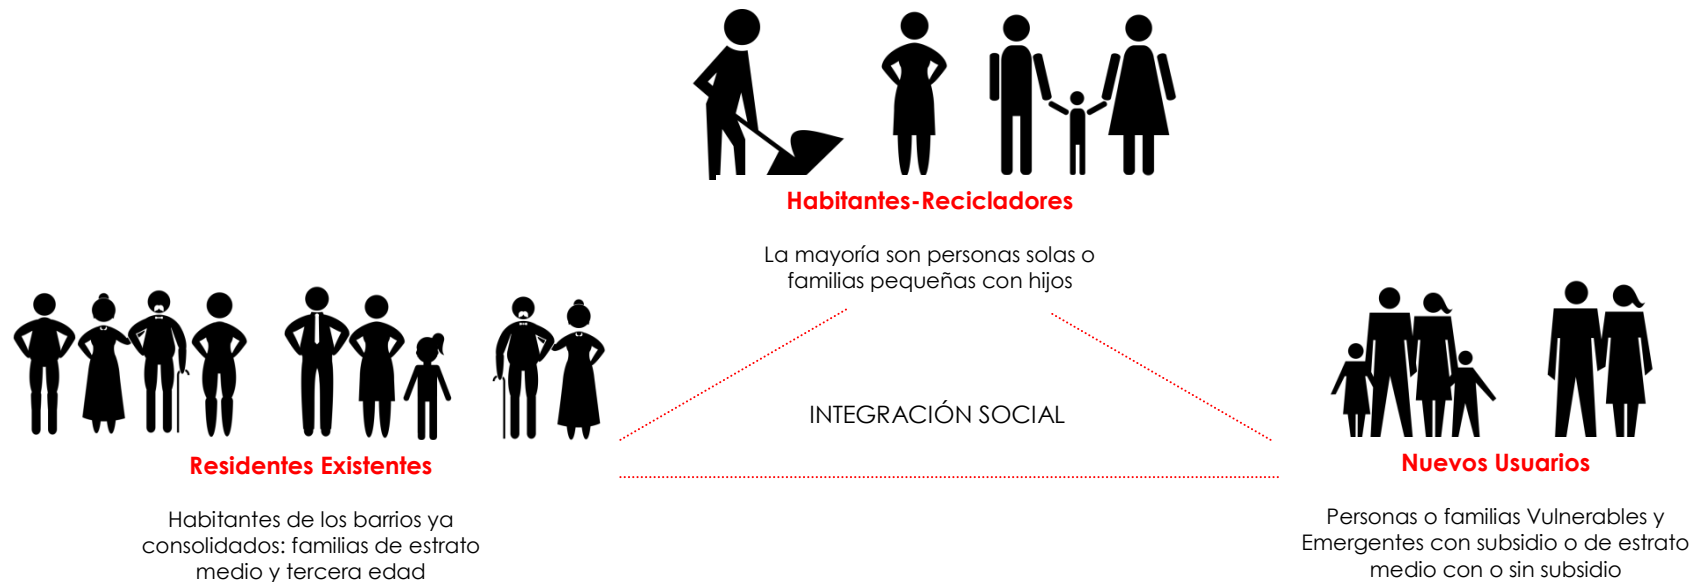 Habitantes-Recicladores
La mayoría son personas solas o
familias pequeñas con hijos
INTEGRACIÓN SOCIAL
Residentes Existentes
Habitantes de los barrios ya
consolidados: familias de estrato
medio y tercera edad
Nuevos Usuarios
Personas o familias Vulnerables y
Emergentes con subsidio o de estrato
medio con o sin subsidio